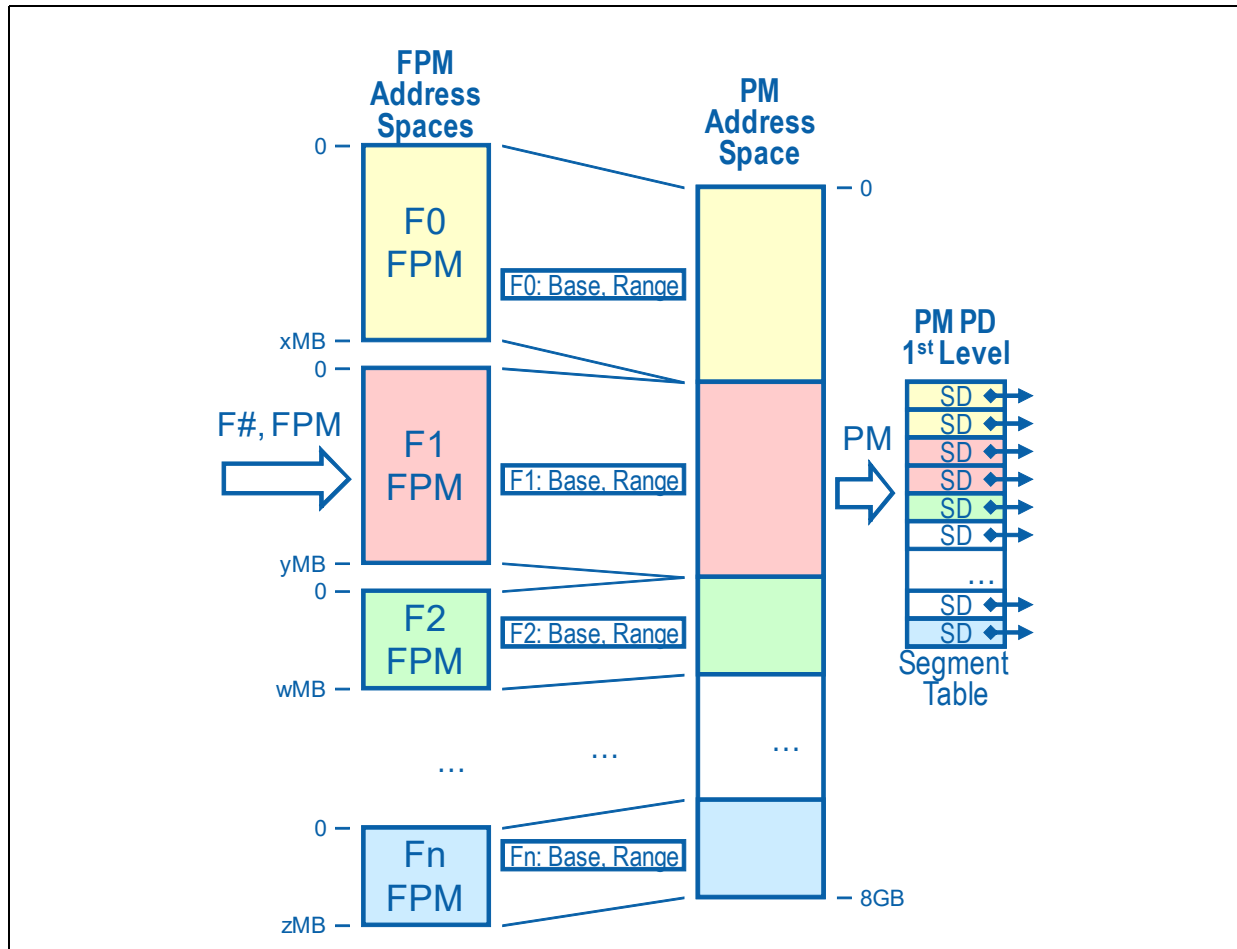 FPM
Address
Spaces
PM
Address
Space
0
0
F0
FPM
F0: Base, Range
xMB
PM PD
1st Level
0
SD
SD
F#, FPM
F1
FPM
F1: Base, Range
PM
SD
SD
SD
SD
yMB
...
0
SD
F2
FPM
F2: Base, Range
SD
Segment
Table
wMB
...
...
...
0
Fn
FPM
Fn: Base, Range
8GB
zMB